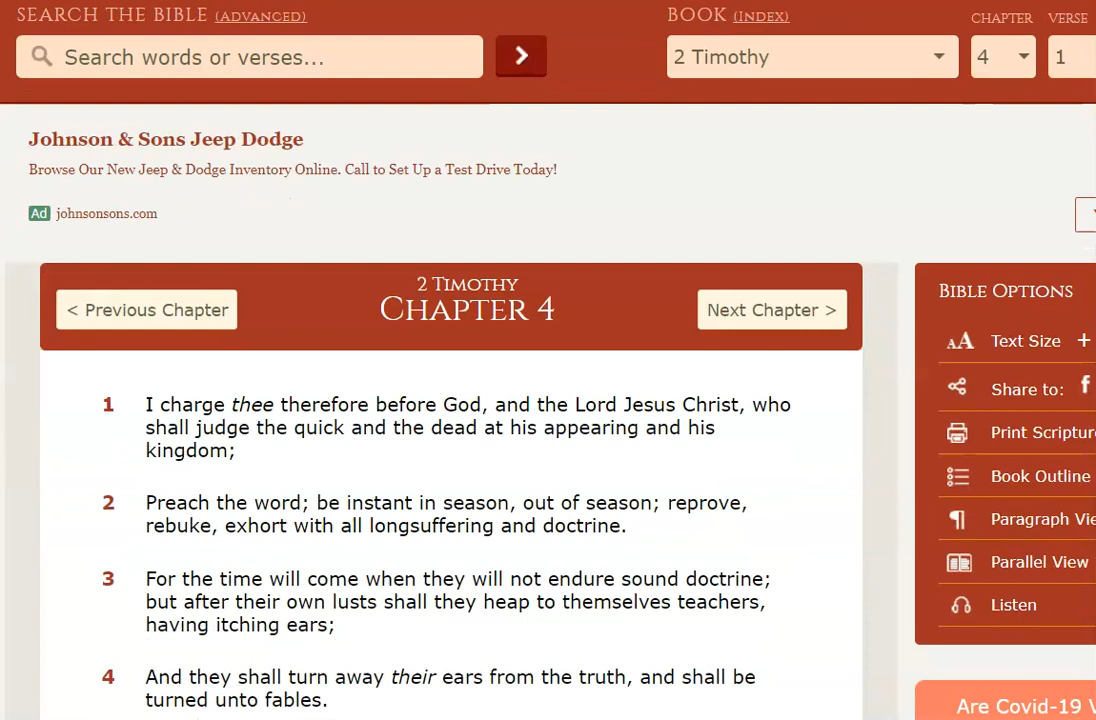 SEARCH THE BIBLE (ADVANCED)
BOOK (INDEX)
CHAPTER
VERSE
Search words or verses...
2 Timothy
4
1
Johnson & Sons Jeep Dodge
Browse Our New Jeep & Dodge Inventory Online. Call to Set Up a Test Drive Today!
Ad johnsonsons.com
< Previous Chapter
2 TIMOTHY
CHAPTER 4
Next Chapter >
1 I charge thee therefore before God, and the Lord Jesus Christ, who
shall judge the quick and the dead at his appearing and his
kingdom;
2 Preach the word; be instant in season, out of season; reprove,
rebuke, exhort with all longsuffering and doctrine.
3 For the time will come when they will not endure sound doctrine;
but after their own lusts shall they heap to themselves teachers,
having itching ears;
4 And they shall turn away their ears from the truth, and shall be
turned unto fables.
BIBLE OPTIONS
AA Text Size +
Share to: f
Print
Book Outline
¶ Paragraph
Parallel View
Listen
Are Covid-19